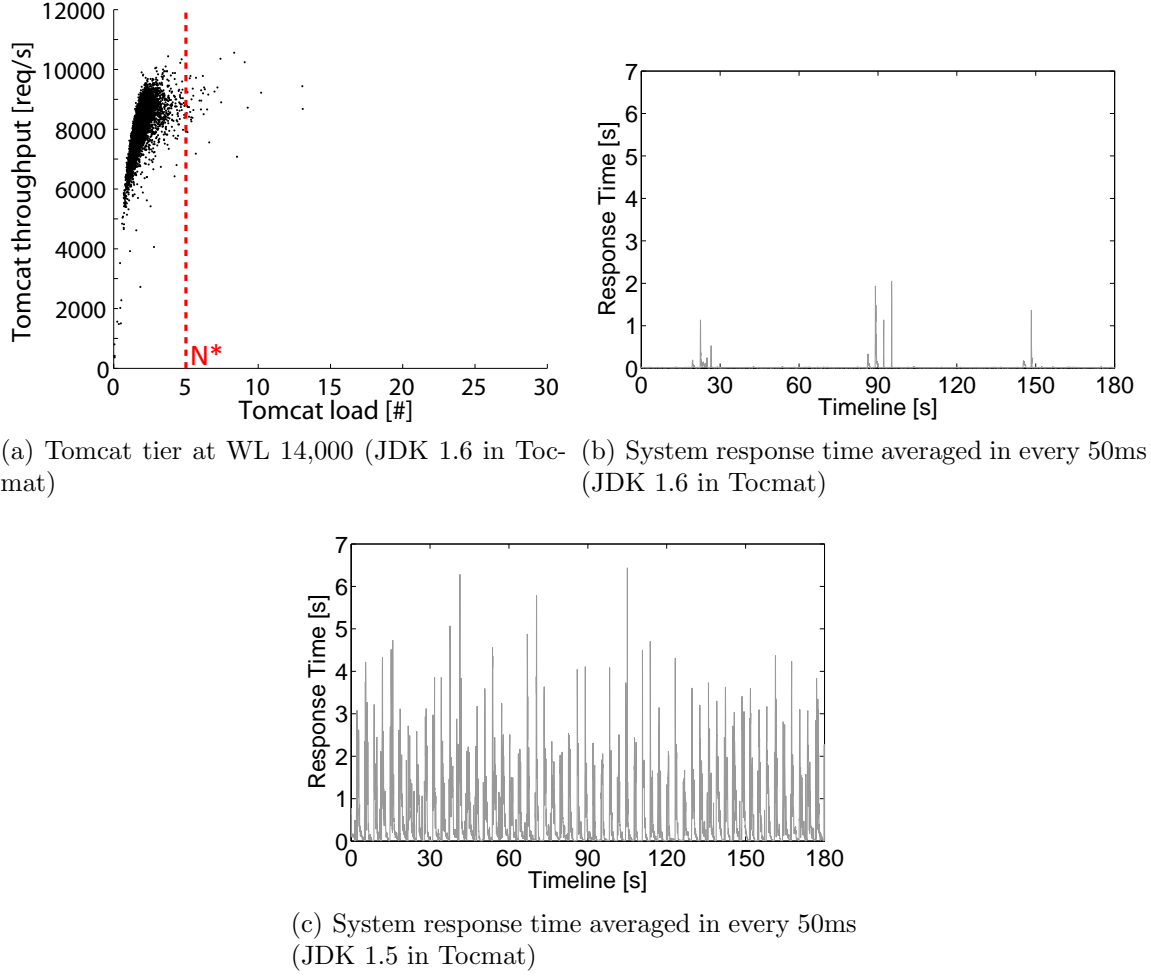 12000
10000
8000
6000
4000
2000
0
Tomcat throughput [req/s]
N*
0 5 10 15 20 25 30
Tomcat load [#]
(a) Tomcat tier at WL 14,000 (JDK 1.6 in Toc-
mat)
7
6
5
4
3
2
1
0
Response Time [s]
0 30 60 90 120 150 180
Timeline [s]
(b) System response time averaged in every 50ms
(JDK 1.6 in Tocmat)
7
6
5
4
3
2
1
0
Response Time [s]
0 30 60 90 120 150 180
Timeline [s]
(c) System response time averaged in every 50ms
(JDK 1.5 in Tocmat)